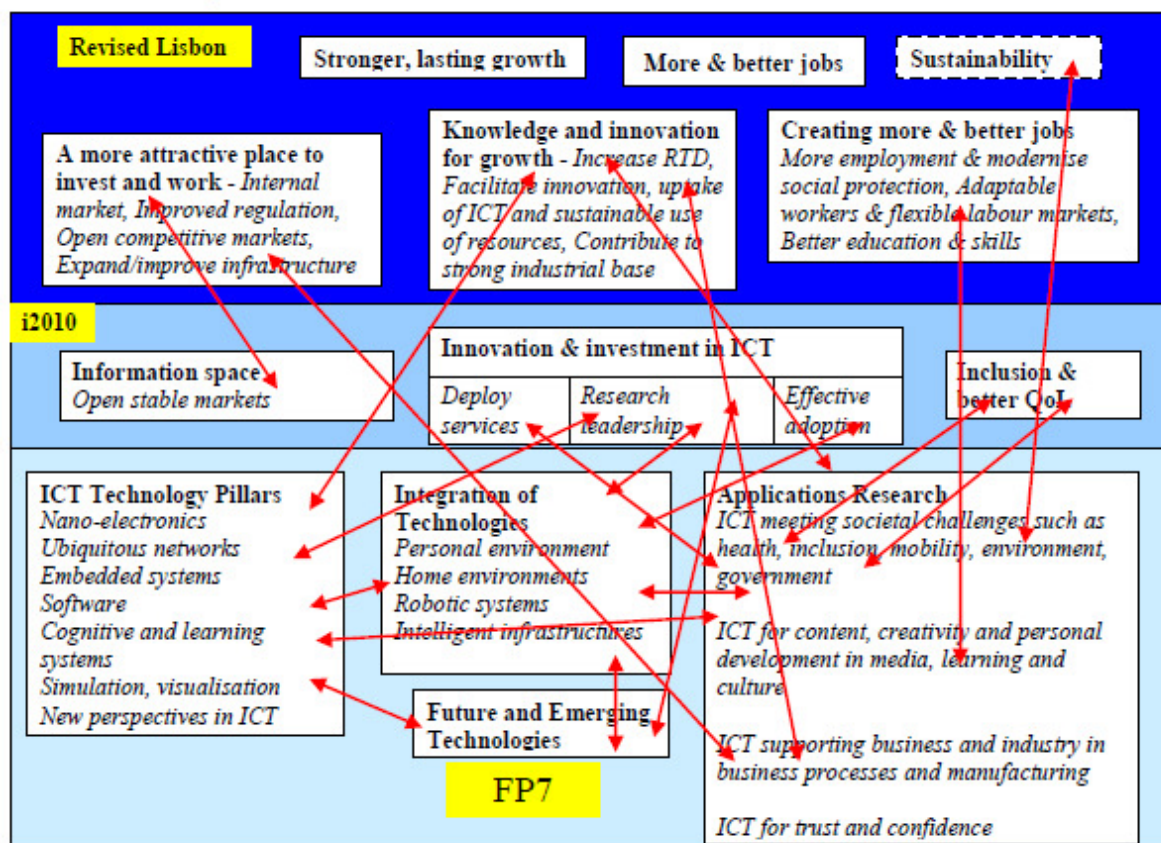 Revised Lisbon
Stronger, lasting growth
More & better jobs
Sustainability
A more attractive place to
invest and work - Internal
market, Improved regulation,
Open competitive markets,
Expand/improve infrastructure
Knowledge and innovation
for growth - Increase RTD,
Facilitate innovation, uptake
of ICT and sustainable use
of resources, Contribute to
strong industrial base
Creating more & better jobs
More employment & modernise
social protection, Adaptable
workers & flexible labour markets,
Better education & skills
i2010
Information space
Open stable markets
Innovation & investment in ICT
Deploy
services
Research
leadership
Effective
adoption
Inclusion &
better QoL
ICT Technology Pillars
Nano-electronics
Ubiquitous networks
Embedded systems
Software
Cognitive and learning
systems
Simulation, visualisation
New perspectives in ICT
Integration of
Technologies
Personal environment
Home environments
Robotic systems
Intelligent infrastructures
Future and Emerging
Technologies
FP7
Applications Research
ICT meeting societal challenges such as
health, inclusion, mobility, environment,
government
ICT for content, creativity and personal
development in media, learning and
culture
ICT supporting business and industry in
business processes and manufacturing
ICT for trust and confidence